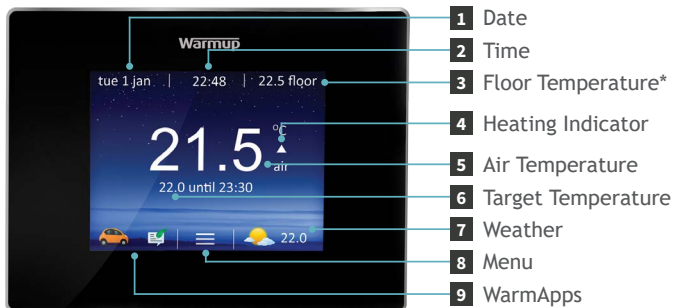 Warmup
tue 1 jan | 22:48 | 22.5 floor
21.5 °C
air
22.0 until 23:30
22.0
1 Date
2 Time
3 Floor Temperature*
4 Heating Indicator
5 Air Temperature
6 Target Temperature
7 Weather
8 Menu
9 WarmApps